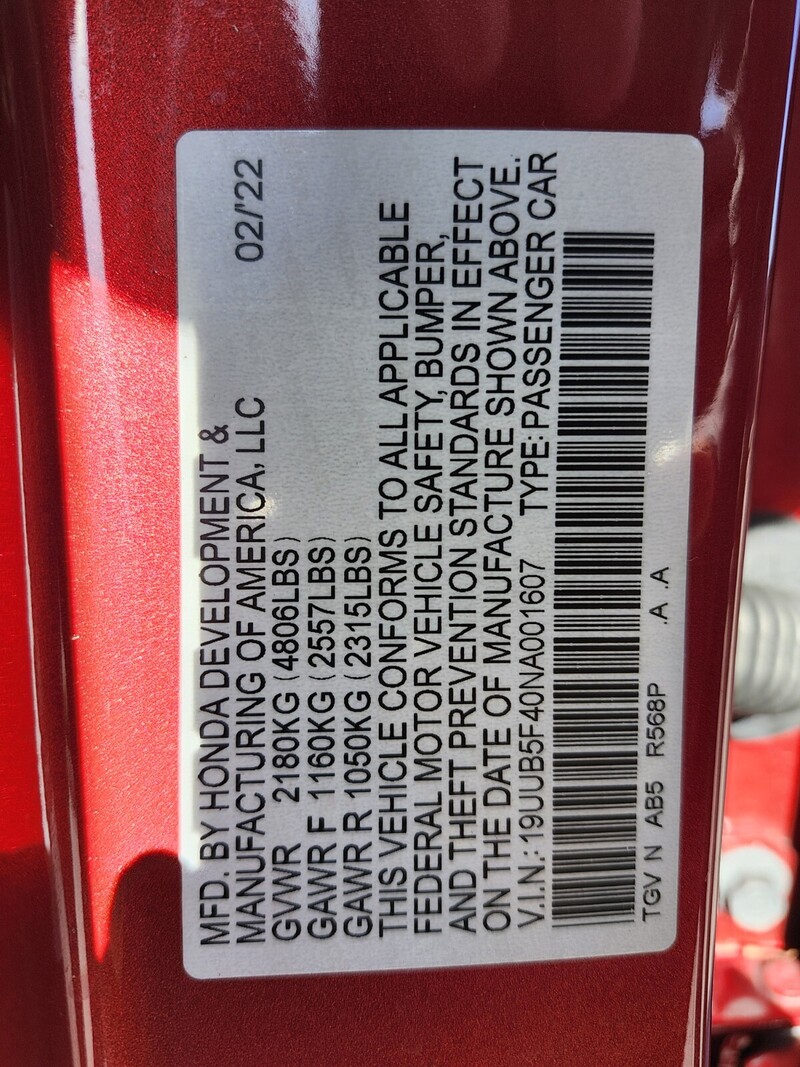 MFD. BY HONDA DEVELOPMENT &
MANUFACTURING OF AMERICA, LLC 02/'22
GVWR 2180KG (4806LBS)
GAWR F 1160KG (2557LBS)
GAWR R 1050KG (2315LBS)
THIS VEHICLE CONFORMS TO ALL APPLICABLE
FEDERAL MOTOR VEHICLE SAFETY, BUMPER,
AND THEFT PREVENTION STANDARDS IN EFFECT
ON THE DATE OF MANUFACTURE SHOWN ABOVE.
V.I.N.: 19UUB5F40NA001607 TYPE: PASSENGER CAR
TGV N AB5 R568P .A .A